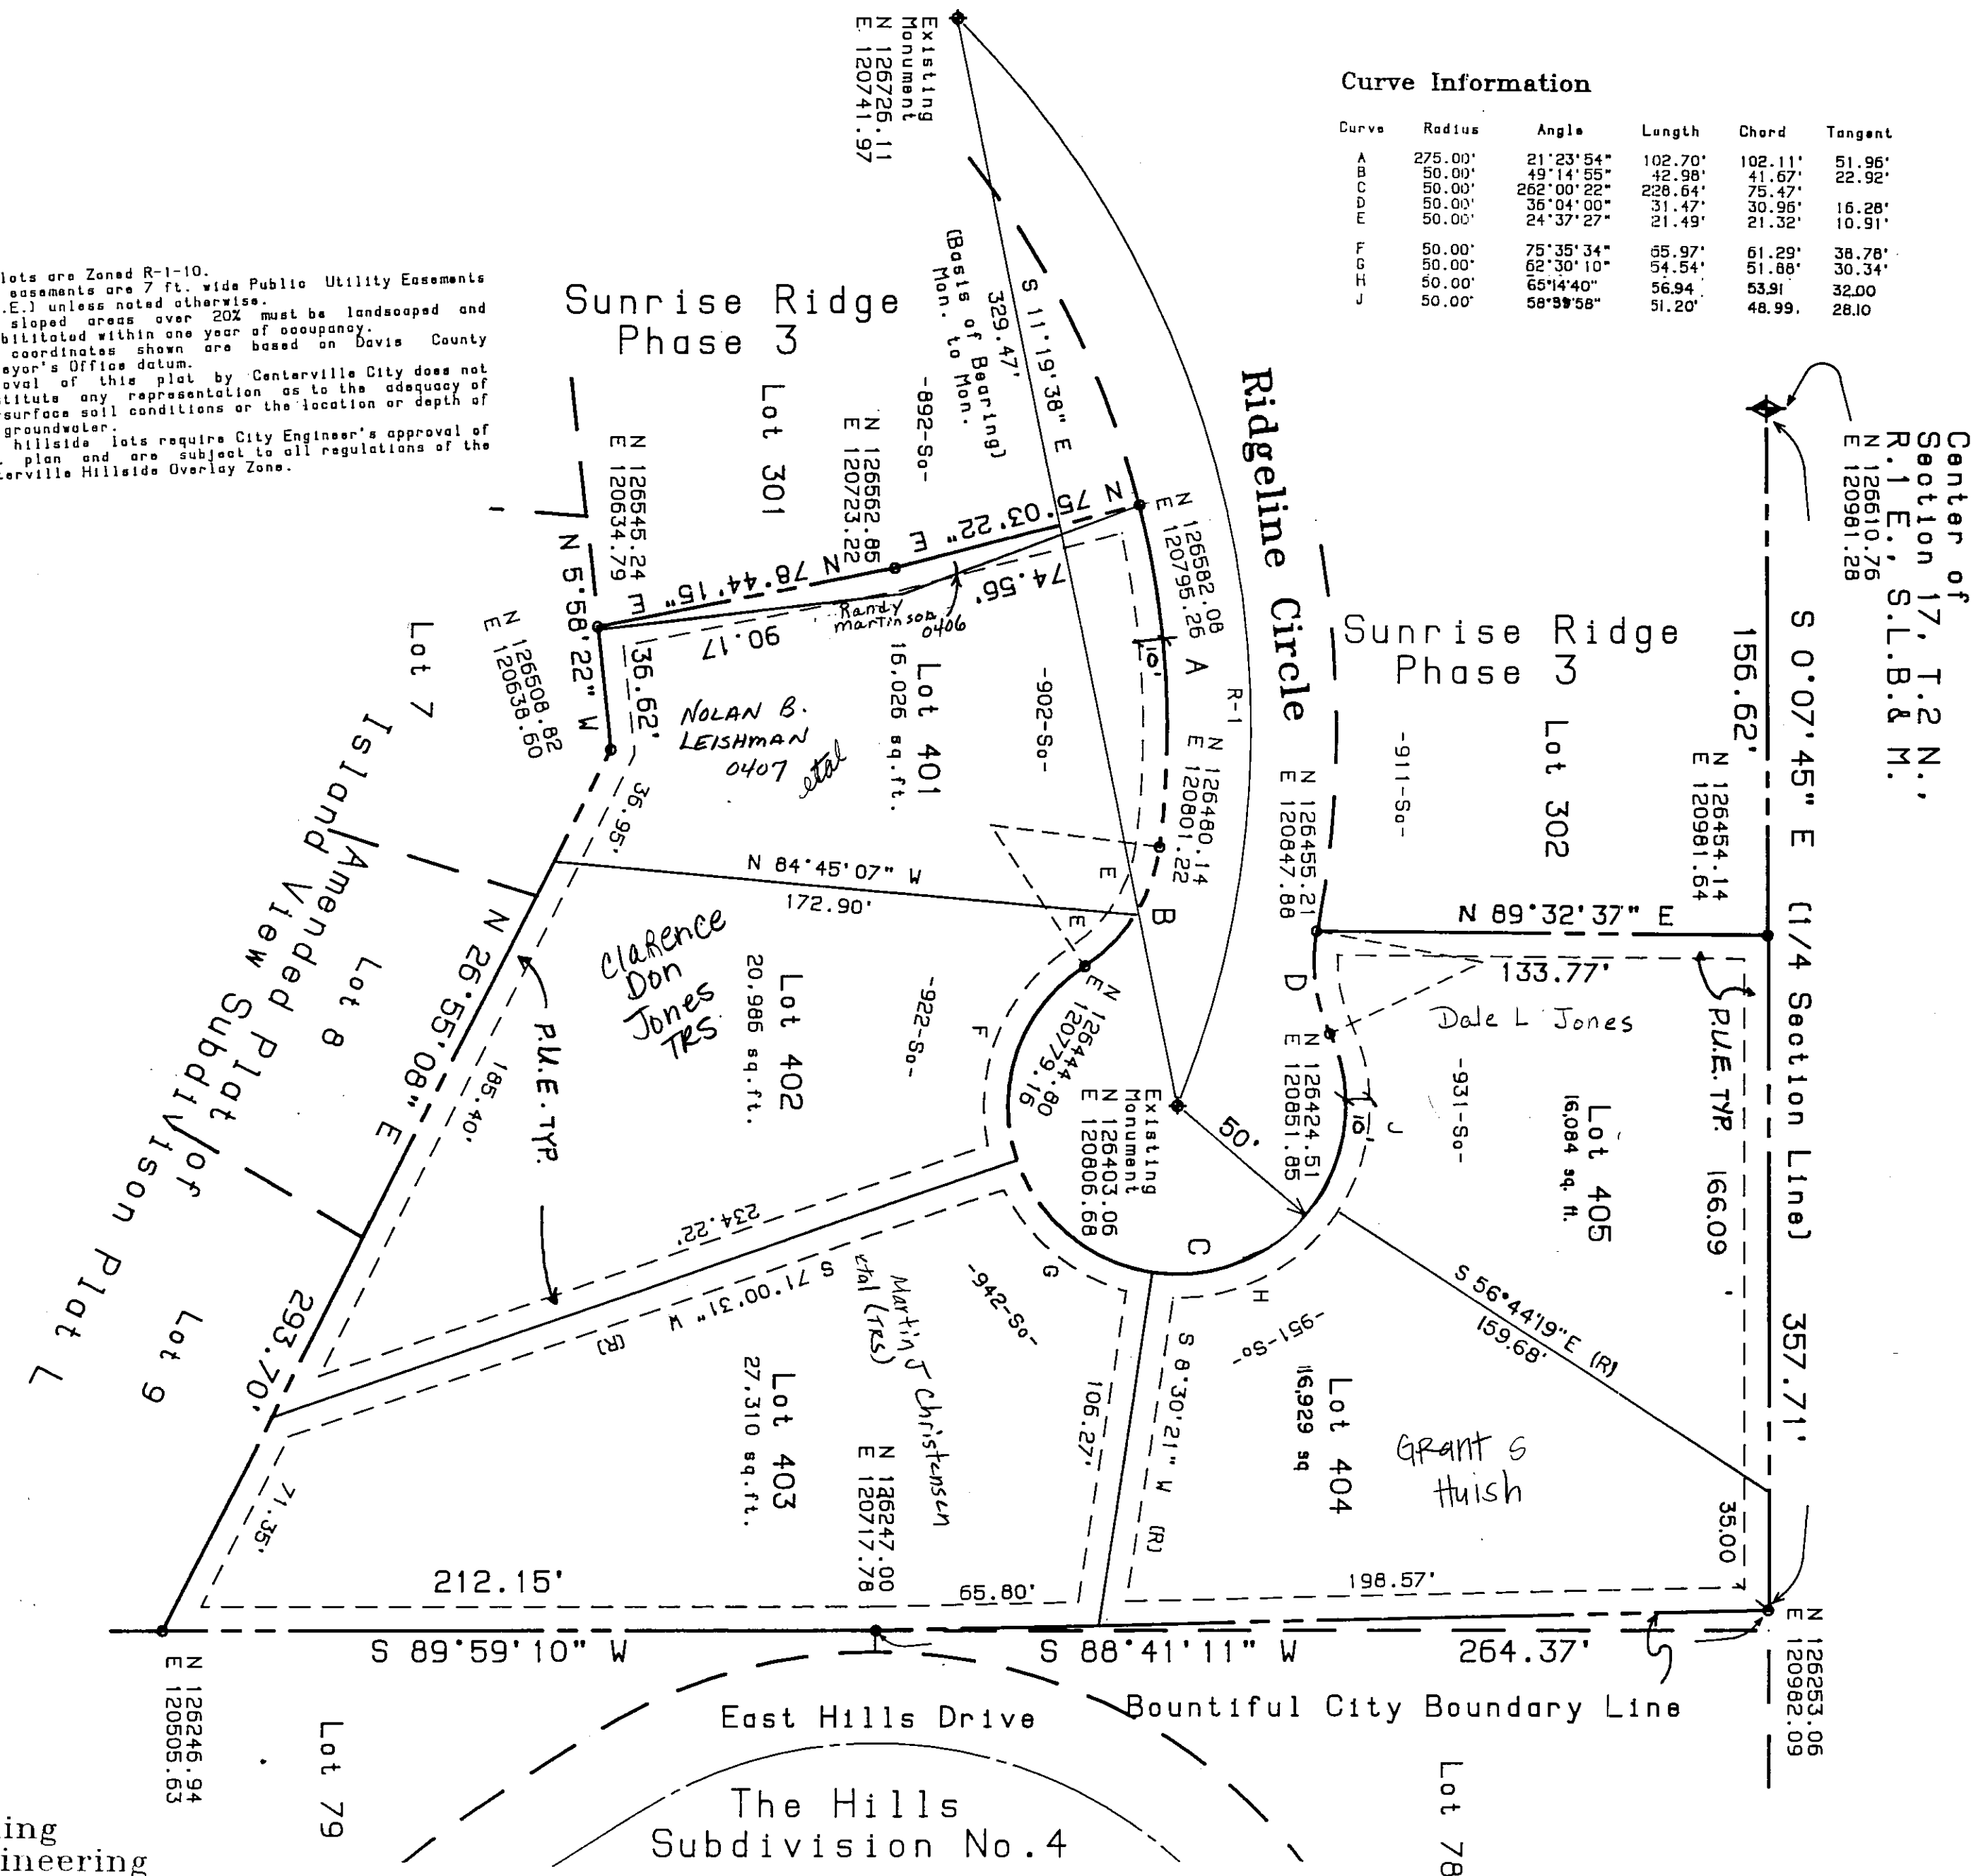 Curve Information
Curve Radius Angle Length Chord Tangent
A 275.00' 21°23'54" 102.70' 102.11' 51.96'
B 50.00' 49°14'55" 42.98' 41.67' 22.92'
C 50.00' 262°00'22" 228.64' 75.47'
D 50.00' 36°04'00" 31.47' 30.96' 16.28'
E 50.00' 24°37'27" 21.49' 21.32' 10.91'
F 50.00' 75°35'34" 65.97' 61.29' 38.78'
G 50.00' 62°30'10" 54.54' 51.88' 30.34'
H 50.00' 65°14'40" 56.94 53.91 32.00
J 50.00' 58°39'58" 51.20' 48.99. 28.10
lots are Zoned R-1-10.
easements are 7 ft. wide Public Utility Easements
.E.) unless noted otherwise.
sloped areas over 20% must be landscaped and
bilitated within one year of occupancy.
coordinates shown are based on Davis County
eyor's Office datum.
oval of this plat by Centerville City does not
stitute any representation as to the adequacy of
surface soil conditions or the location or depth of
groundwater.
hillside lots require City Engineer's approval of
plan and are subject to all regulations of the
terville Hillside Overlay Zone.
Existing
Monument
N 126726.11
E 120741.97
S 11°19'38" E
329.47'
(Basis of Bearing)
Mon. to Mon.
Sunrise Ridge
Phase 3
Lot 301
-892-So-
N 126562.85
E 120723.22
N 126545.24
E 120634.79
N 75°03'22" E
74.56'
N 78°44'15" E
90.17
Randy
martinson
0406
N 126582.08
E 120795.26
A
10'
R-1
Ridgeline Circle
Sunrise Ridge
Phase 3
Lot 302
-911-So-
Center of
Section 17, T.2 N.,
R.1 E., S.L.B.& M.
N 126610.76
E 120981.28
S 0°07'45" E (1/4 Section Line) 357.71'
156.62'
N 126454.14
E 120981.64
N 126455.21
E 120847.88
N 89°32'37" E
133.77'
P.U.E. TYP.
166.09
Dale L Jones
-931-So-
Lot 405
16,084 sq. ft.
D
N 126424.51
E 120851.85
10'
J
N 5°58'22" W
36.62'
N 126508.82
E 120638.60
NOLAN B.
LEISHMAN
0407
etal
Lot 401
16,026 sq.ft.
-902-So-
N 126480.14
E 120801.22
B
E
E
36.95'
N 84°45'07" W
172.90'
Clarence
Don
Jones
TRS
Lot 402
20,986 sq.ft.
-922-So-
F
N 126444.80
E 120779.16
Existing
Monument
N 126403.06
E 120806.68
50'
C
G
H
Lot 7
Lot 8
Lot 9
Amended Plat of
Island View Subdivison Plat L
N 26°55'08" E
293.70'
185.40'
P.U.E. TYP.
234.22'
S 71°00'31" W
(R)
Martin J Christensen
etal (TRS)
-942-So-
Lot 403
27,310 sq.ft.
N 126247.00
E 120717.78
106.27'
S 8°30'21" W (R)
-951-So-
Lot 404
16,929 sq
Grant S
Huish
S 56°44'19"E (R)
159.68'
35.00
71.35'
212.15'
65.80'
198.57'
S 89°59'10" W
S 88°41'11" W
264.37'
N 126253.06
E 120982.09
N 126246.94
E 120505.63
East Hills Drive
Bountiful City Boundary Line
Lot 79
Lot 78
The Hills
Subdivision No.4
ing
ineering